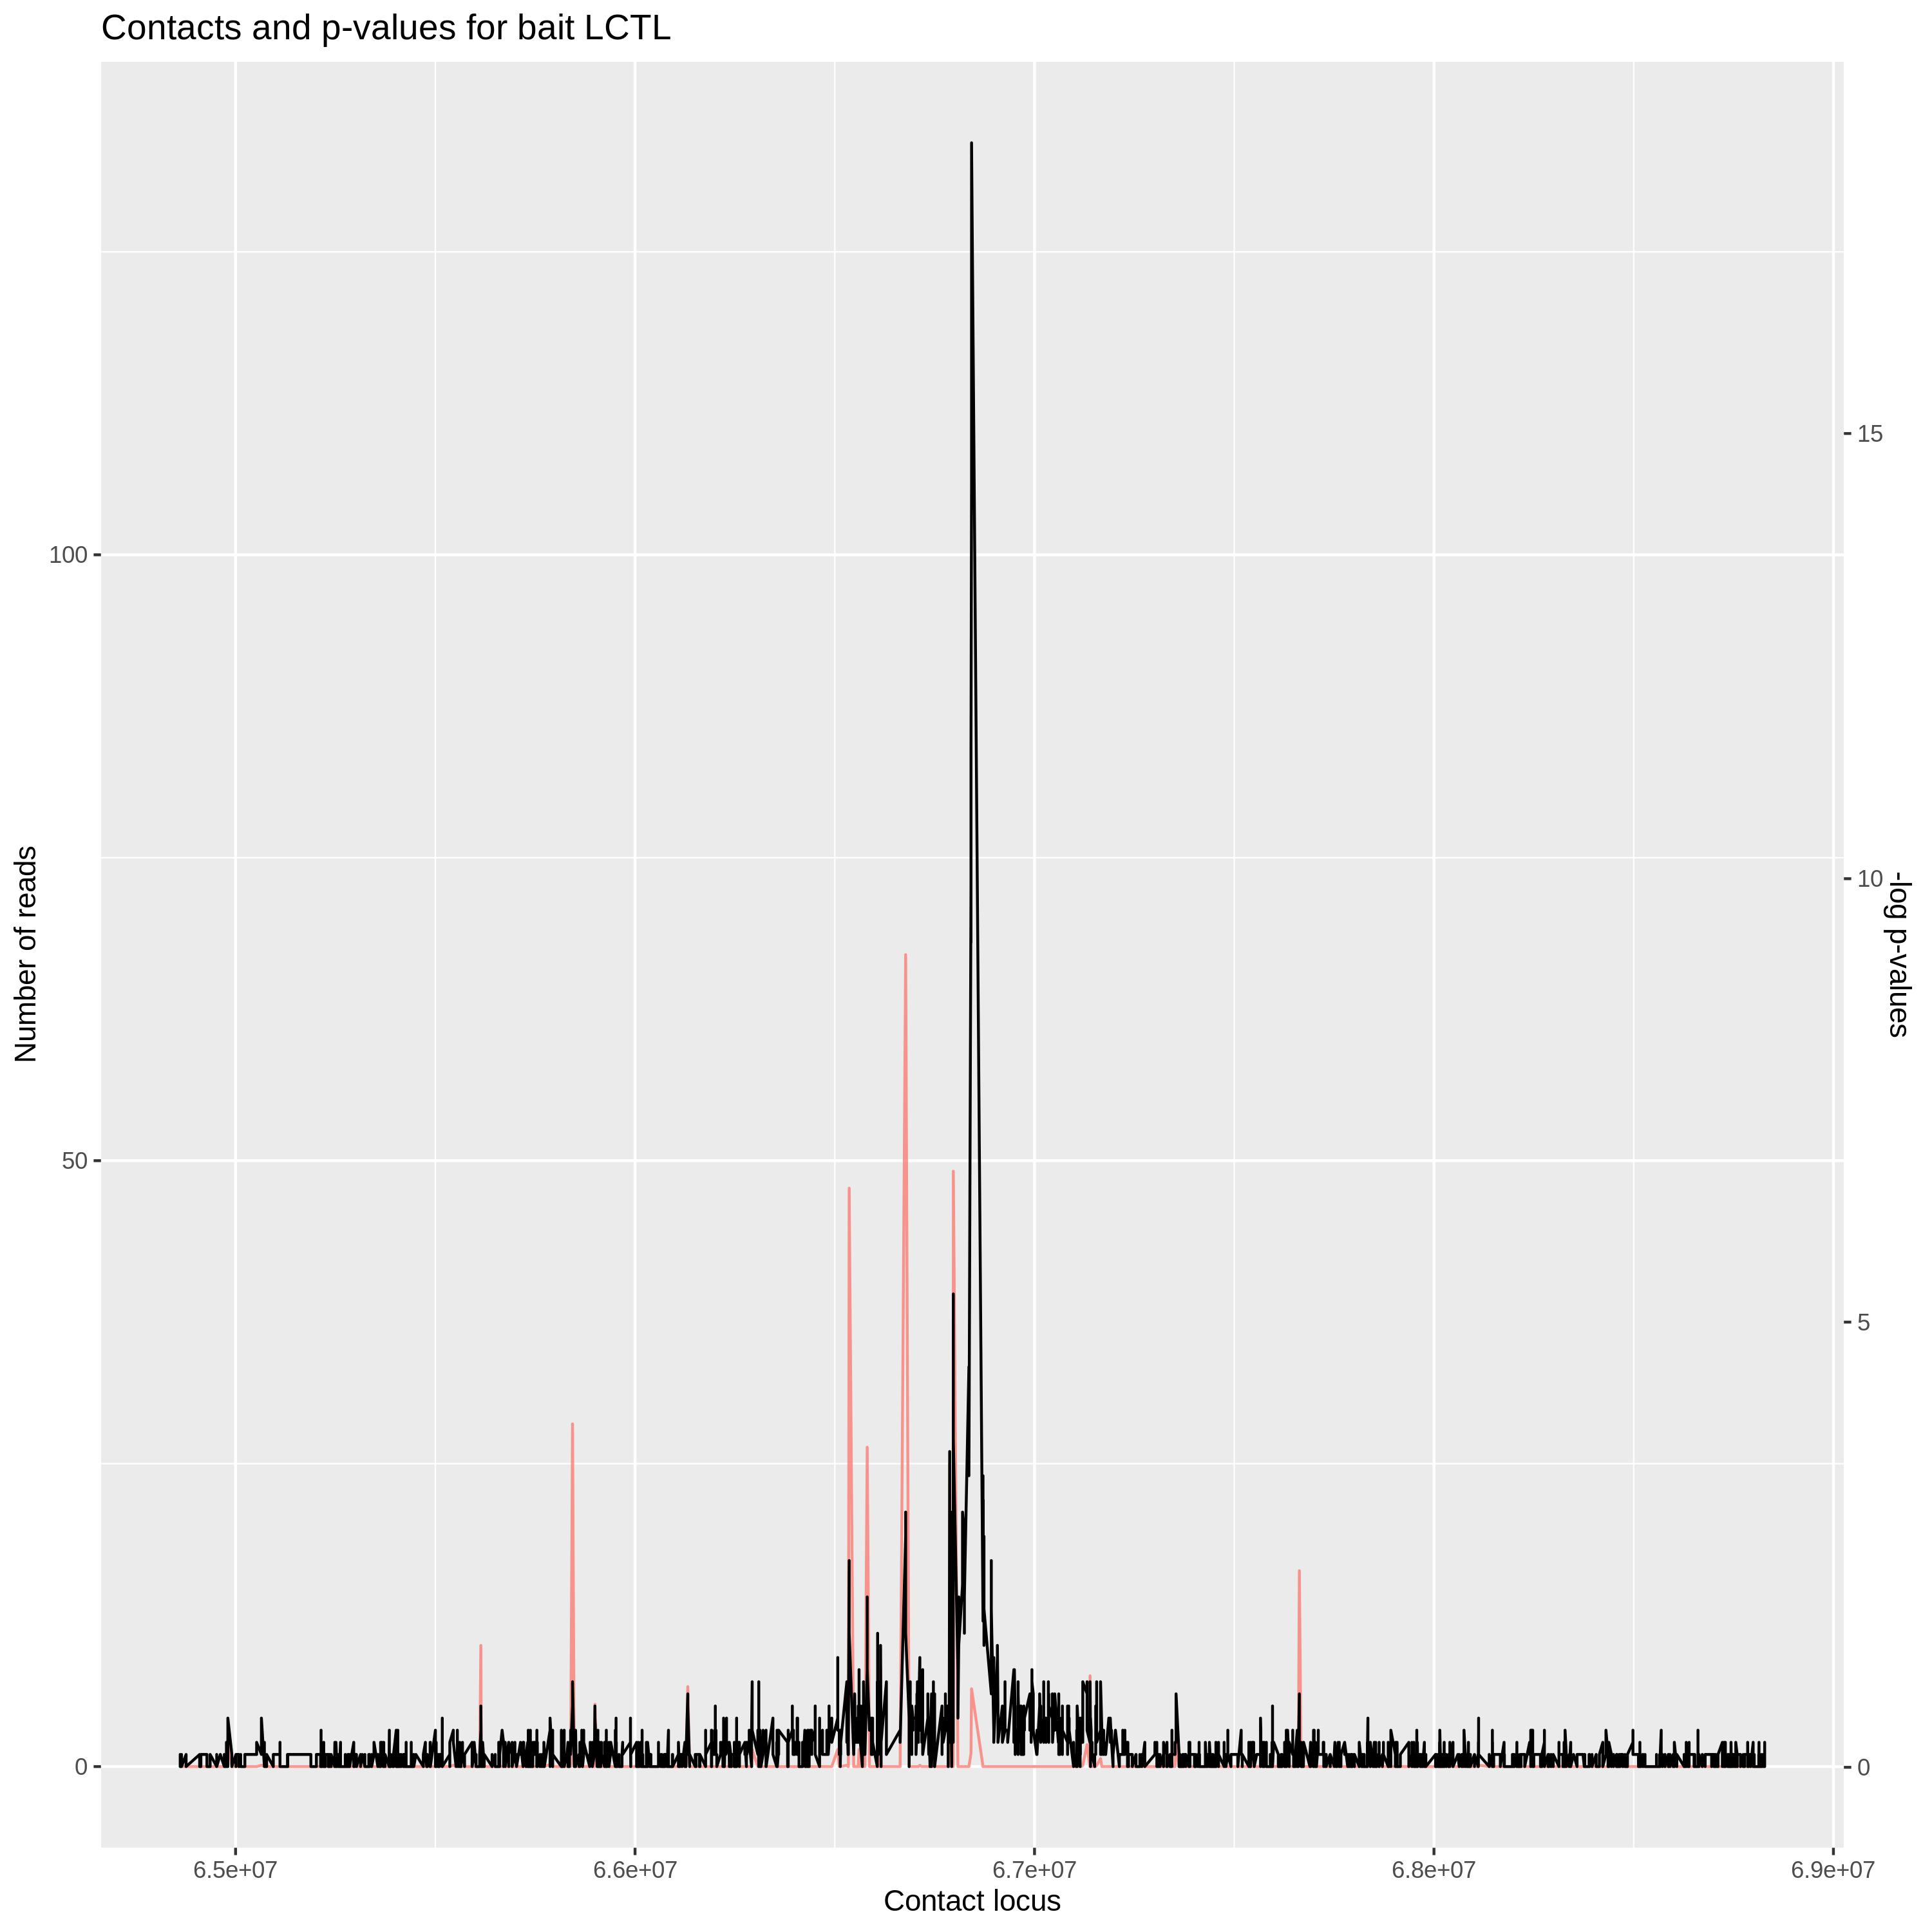 Contacts and p-values for bait LCTL
Number of reads
100
50
0
15
10
5
0
-log p-values
6.5e+07
6.6e+07
6.7e+07
6.8e+07
6.9e+07
Contact locus